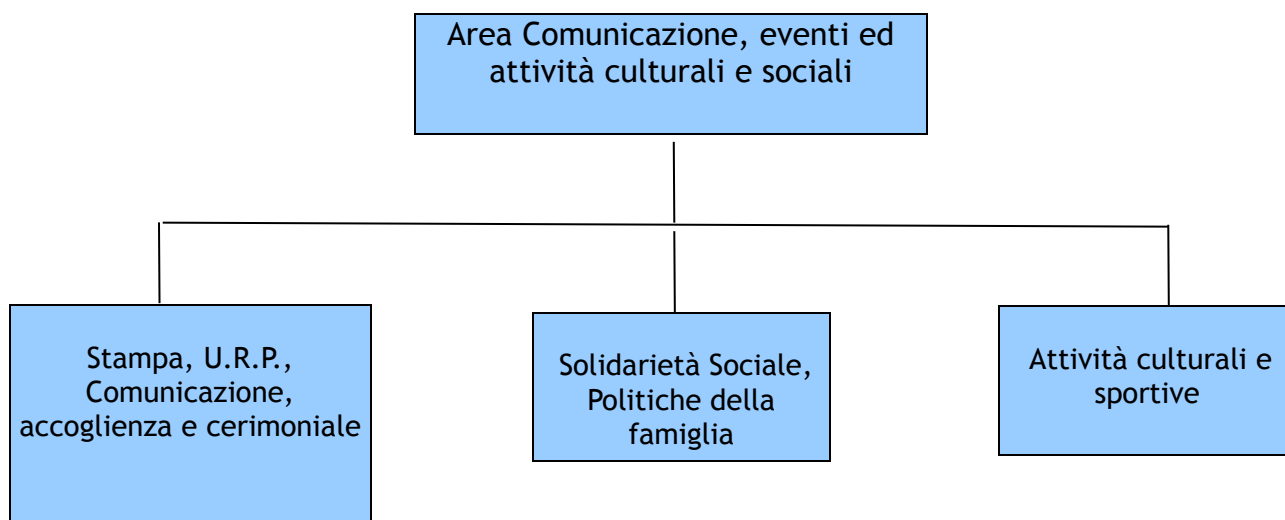 Area Comunicazione, eventi ed
attività culturali e sociali
Stampa, U.R.P.,
Comunicazione,
accoglienza e cerimoniale
Solidarietà Sociale,
Politiche della
famiglia
Attività culturali e
sportive